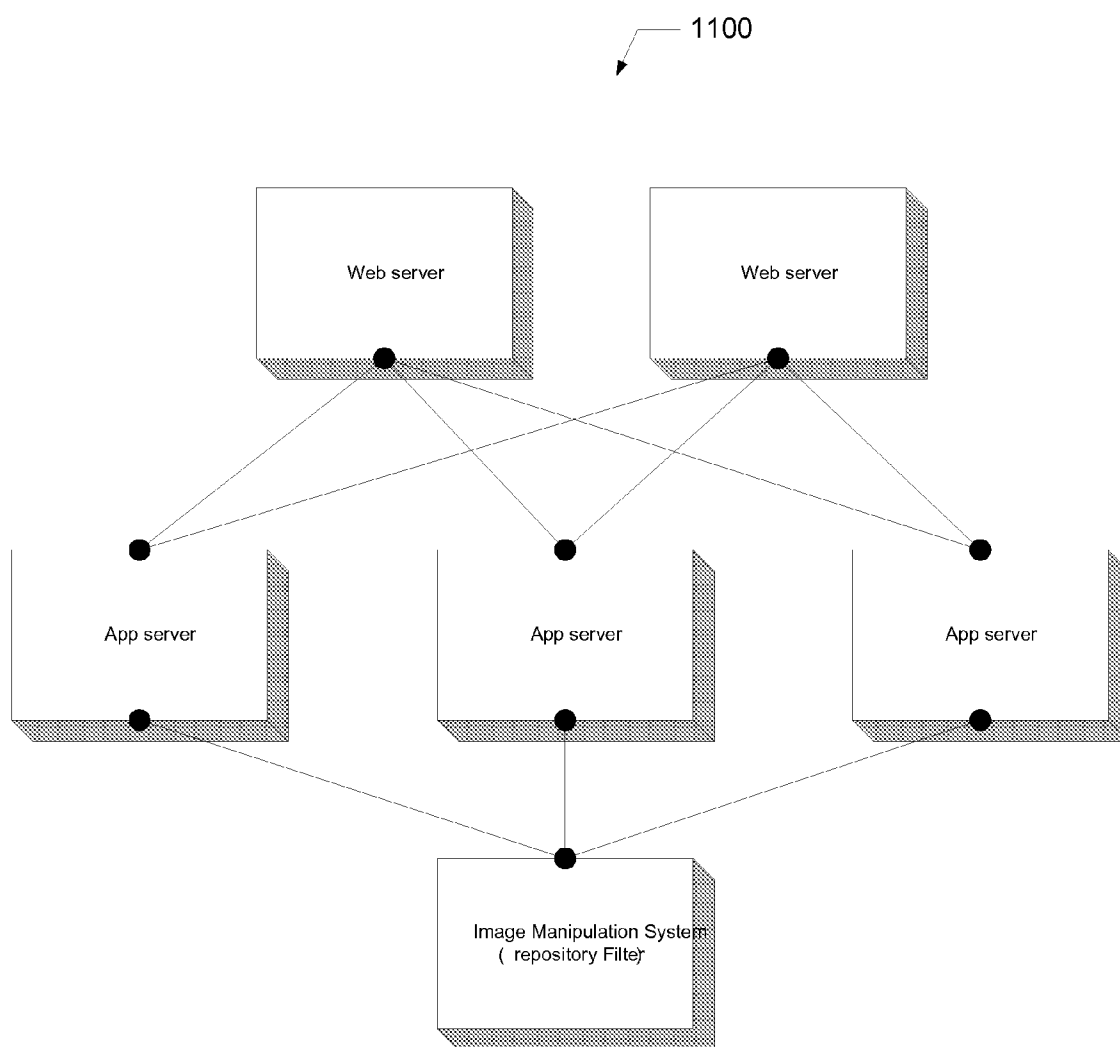 1100
Web server
Web server
App server
App server
App server
Image Manipulation System
( repository Filter)